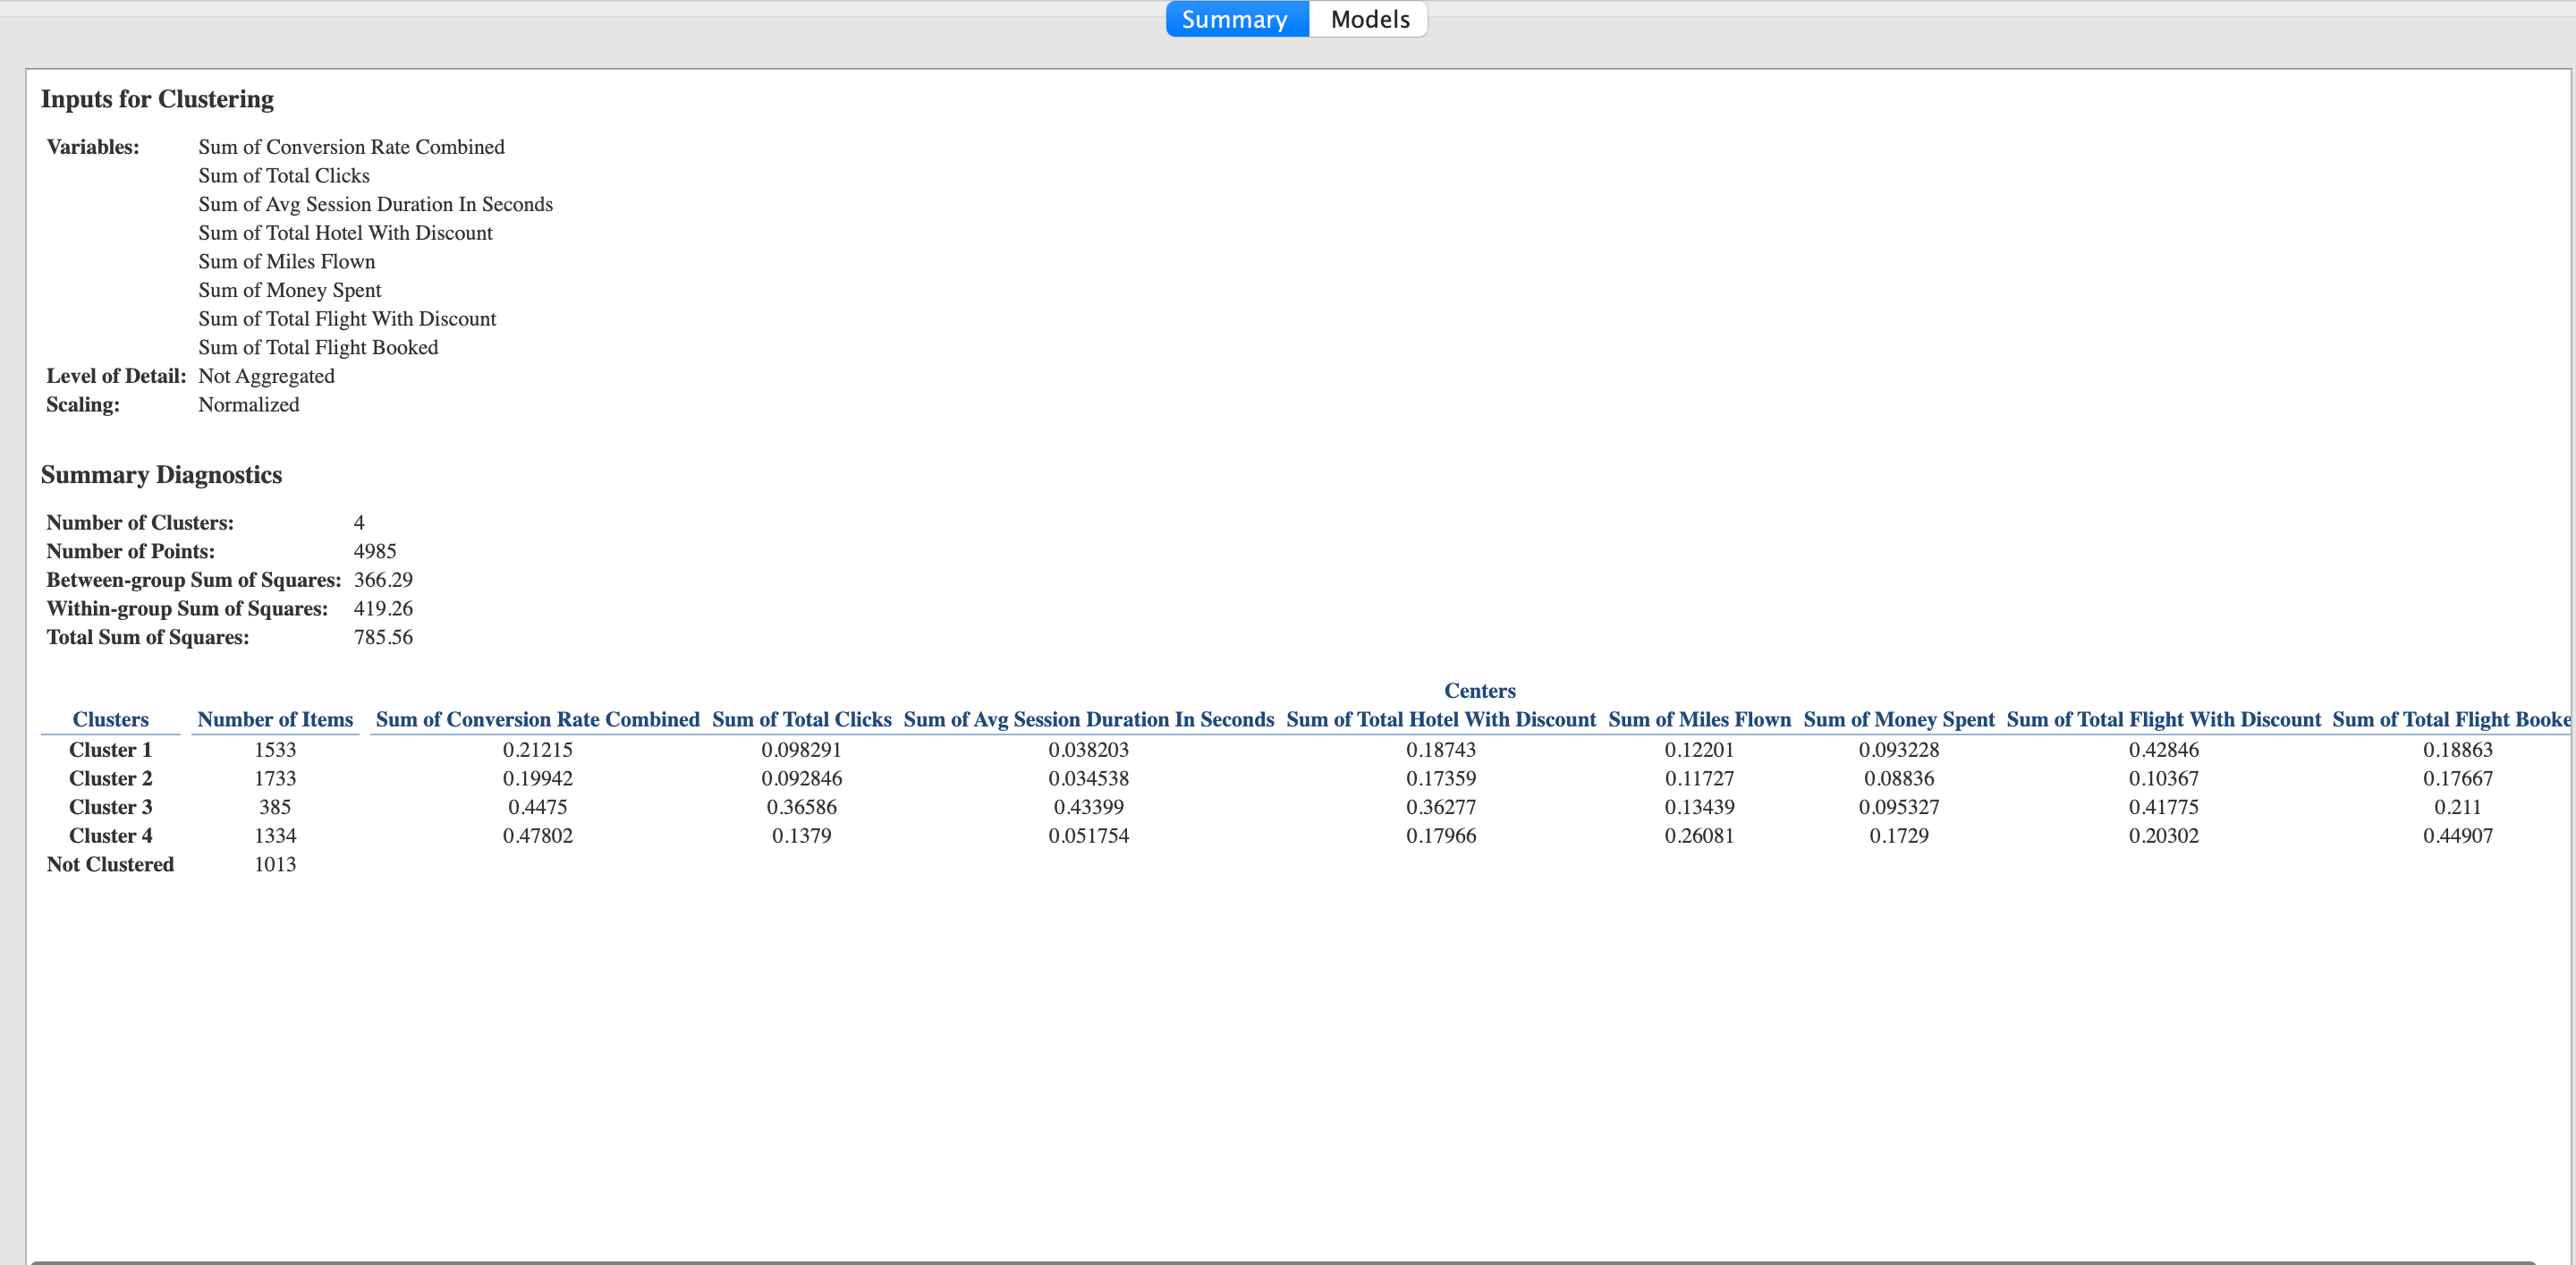 Summary Models
Inputs for Clustering
Variables: Sum of Conversion Rate Combined
Sum of Total Clicks
Sum of Avg Session Duration In Seconds
Sum of Total Hotel With Discount
Sum of Miles Flown
Sum of Money Spent
Sum of Total Flight With Discount
Sum of Total Flight Booked
Level of Detail: Not Aggregated
Scaling: Normalized
Summary Diagnostics
Number of Clusters: 4
Number of Points: 4985
Between-group Sum of Squares: 366.29
Within-group Sum of Squares: 419.26
Total Sum of Squares: 785.56
Centers
Clusters Number of Items Sum of Conversion Rate Combined Sum of Total Clicks Sum of Avg Session Duration In Seconds Sum of Total Hotel With Discount Sum of Miles Flown Sum of Money Spent Sum of Total Flight With Discount Sum of Total Flight Booke
Cluster 1 1533 0.21215 0.098291 0.038203 0.18743 0.12201 0.093228 0.42846 0.18863
Cluster 2 1733 0.19942 0.092846 0.034538 0.17359 0.11727 0.08836 0.10367 0.17667
Cluster 3 385 0.4475 0.36586 0.43399 0.36277 0.13439 0.095327 0.41775 0.211
Cluster 4 1334 0.47802 0.1379 0.051754 0.17966 0.26081 0.1729 0.20302 0.44907
Not Clustered 1013